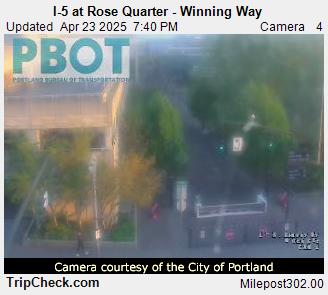 I-5 at Rose Quarter - Winning Way
Updated Apr 23 2025 7:40 PM Camera 4
PBOT
PORTLAND BUREAU OF TRANSPORTATION
Camera courtesy of the City of Portland
TripCheck.com Milepost302.00